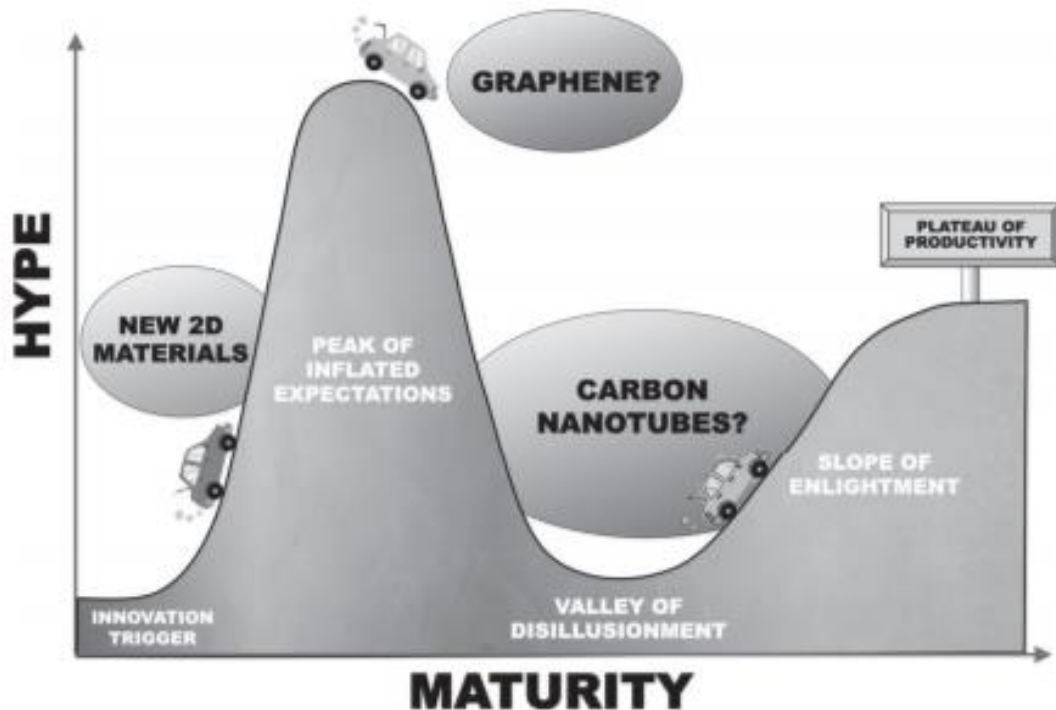 GRAPHENE?
HYPE
PLATEAU OF
PRODUCTIVITY
NEW 2D
MATERIALS
PEAK OF
INFLATED
EXPECTATIONS
CARBON
NANOTUBES?
SLOPE OF
ENLIGHTMENT
INNOVATION
TRIGGER
VALLEY OF
DISILLUSIONMENT
MATURITY